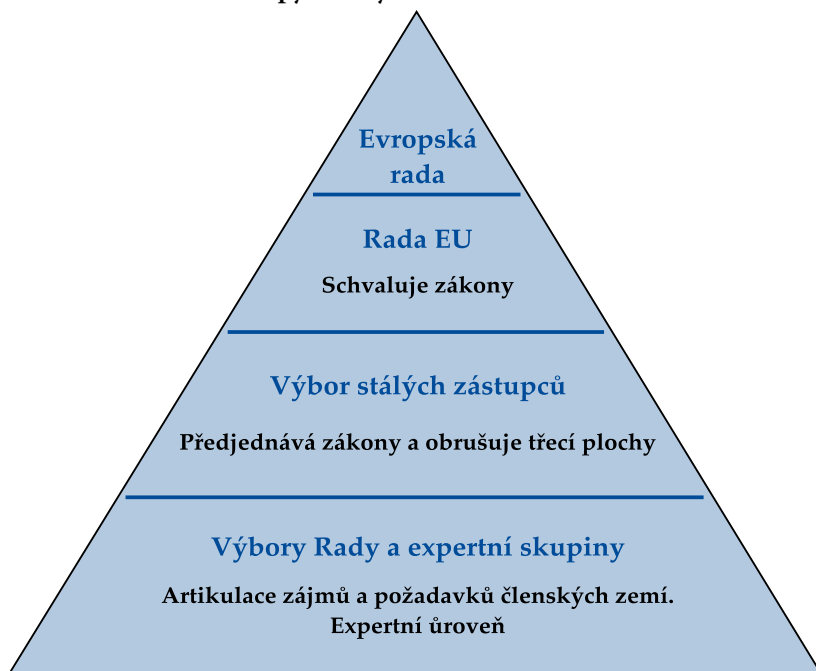 Evropská
rada
Rada EU
Schvaluje zákony
Výbor stálých zástupců
Předjednává zákony a obrušuje třecí plochy
Výbory Rady a expertní skupiny
Artikulace zájmů a požadavků členských zemí.
Expertní ůroveň